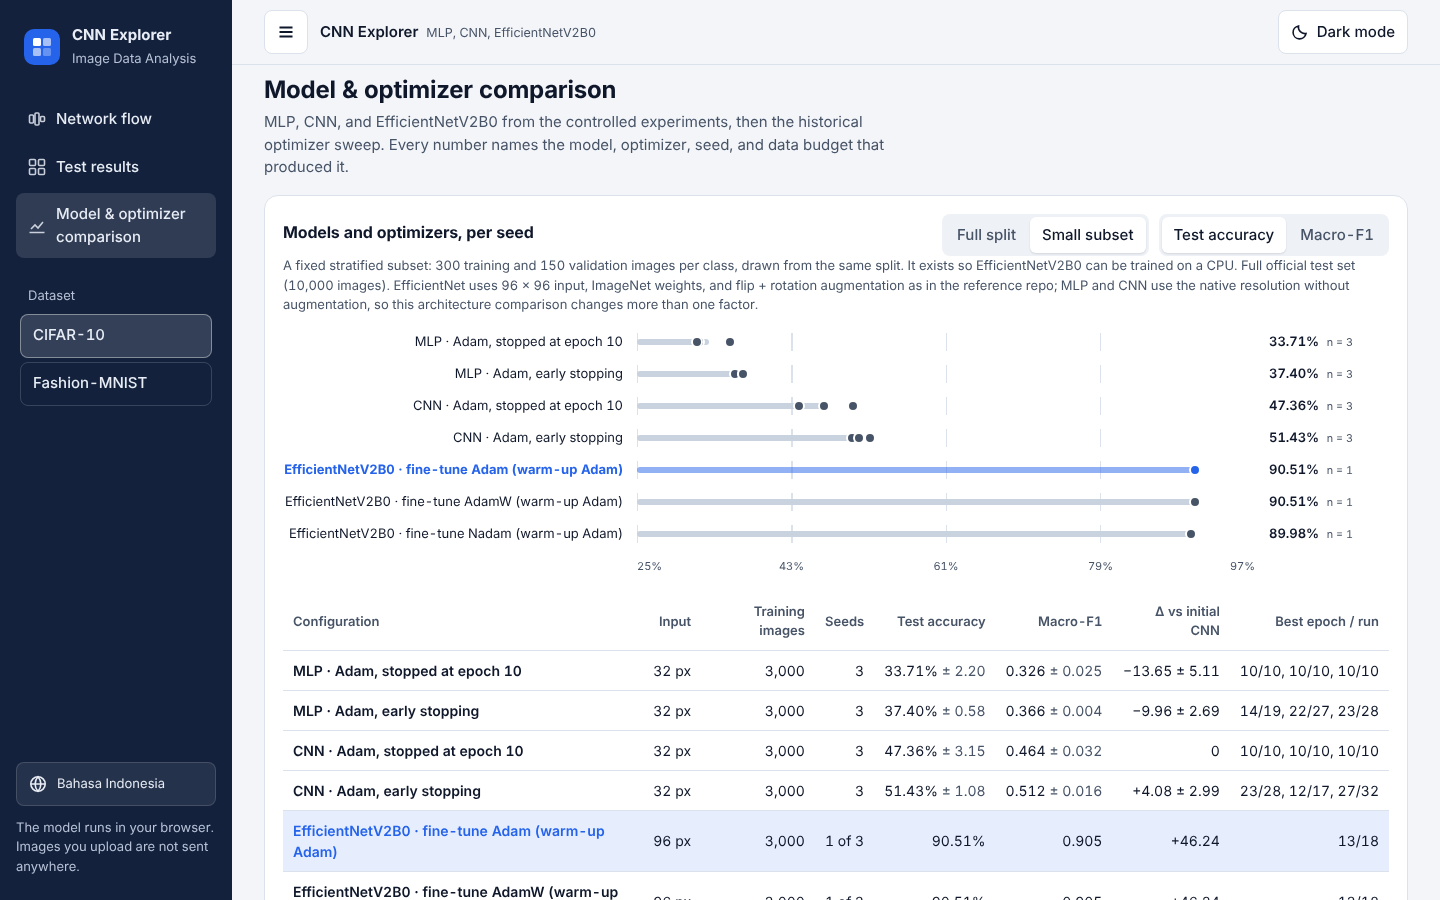 CNN Explorer
Image Data Analysis
Network flow
Test results
Model & optimizer
comparison
Dataset
CIFAR-10
Fashion-MNIST
Bahasa Indonesia
The model runs in your browser.
Images you upload are not sent
anywhere.
CNN Explorer MLP, CNN, EfficientNetV2B0
Dark mode
Model & optimizer comparison
MLP, CNN, and EfficientNetV2B0 from the controlled experiments, then the historical
optimizer sweep. Every number names the model, optimizer, seed, and data budget that
produced it.
Models and optimizers, per seed
Full split Small subset Test accuracy Macro-F1
A fixed stratified subset: 300 training and 150 validation images per class, drawn from the same split. It exists so EfficientNetV2B0 can be trained on a CPU. Full official test set
(10,000 images). EfficientNet uses 96 × 96 input, ImageNet weights, and flip + rotation augmentation as in the reference repo; MLP and CNN use the native resolution without
augmentation, so this architecture comparison changes more than one factor.
MLP · Adam, stopped at epoch 10 33.71% n = 3
MLP · Adam, early stopping 37.40% n = 3
CNN · Adam, stopped at epoch 10 47.36% n = 3
CNN · Adam, early stopping 51.43% n = 3
EfficientNetV2B0 · fine-tune Adam (warm-up Adam) 90.51% n = 1
EfficientNetV2B0 · fine-tune AdamW (warm-up Adam) 90.51% n = 1
EfficientNetV2B0 · fine-tune Nadam (warm-up Adam) 89.98% n = 1
25% 43% 61% 79% 97%
Configuration Input Training images Seeds Test accuracy Macro-F1 Δ vs initial CNN Best epoch / run
MLP · Adam, stopped at epoch 10 32 px 3,000 3 33.71% ± 2.20 0.326 ± 0.025 −13.65 ± 5.11 10/10, 10/10, 10/10
MLP · Adam, early stopping 32 px 3,000 3 37.40% ± 0.58 0.366 ± 0.004 −9.96 ± 2.69 14/19, 22/27, 23/28
CNN · Adam, stopped at epoch 10 32 px 3,000 3 47.36% ± 3.15 0.464 ± 0.032 0 10/10, 10/10, 10/10
CNN · Adam, early stopping 32 px 3,000 3 51.43% ± 1.08 0.512 ± 0.016 +4.08 ± 2.99 23/28, 12/17, 27/32
EfficientNetV2B0 · fine-tune Adam (warm-up
Adam) 96 px 3,000 1 of 3 90.51% 0.905 +46.24 13/18
EfficientNetV2B0 · fine-tune AdamW (warm-up